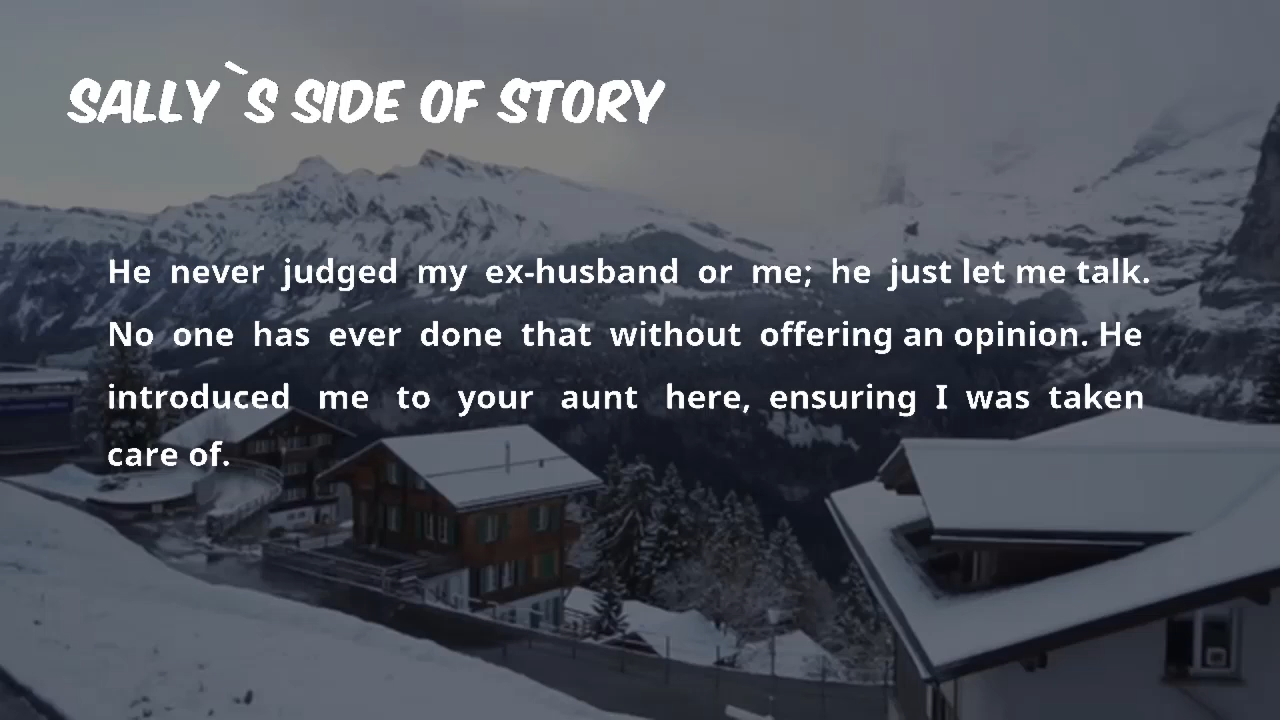 SALLY`S SIDE OF STORY
He never judged my ex-husband or me; he just let me talk.
No one has ever done that without offering an opinion. He
introduced me to your aunt here, ensuring I was taken
care of.